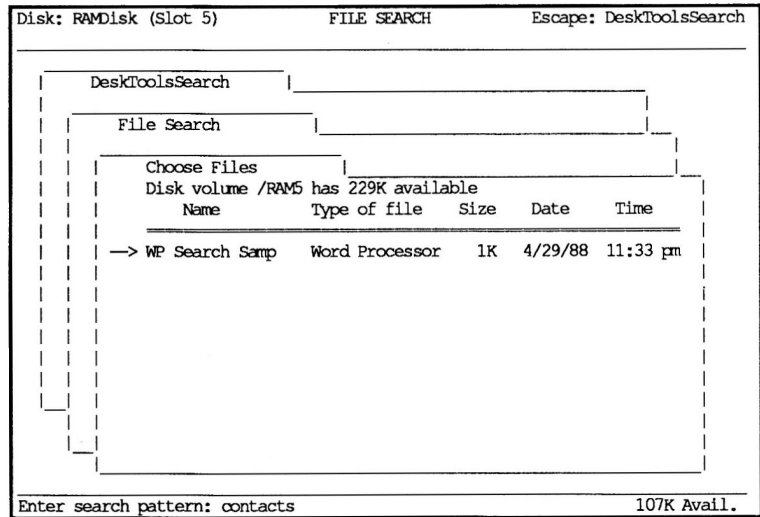 Disk: RAMDisk (Slot 5) FILE SEARCH Escape: DeskToolsSearch
DeskToolsSearch
File Search
Choose Files
Disk volume /RAM5 has 229K available
Name Type of file Size Date Time
—> WP Search Samp Word Processor 1K 4/29/88 11:33 pm
Enter search pattern: contacts 107K Avail.